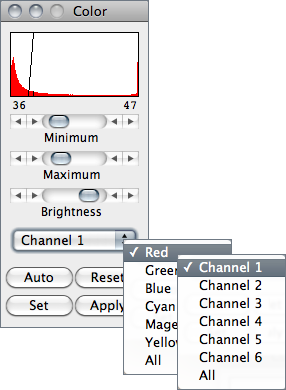 Color
36 47
Minimum
Maximum
Brightness
Channel 1
Auto Reset
Set Apply
Red
Green
Blue
Cyan
Mage
Yellow
All
Channel 1
Channel 2
Channel 3
Channel 4
Channel 5
Channel 6
All